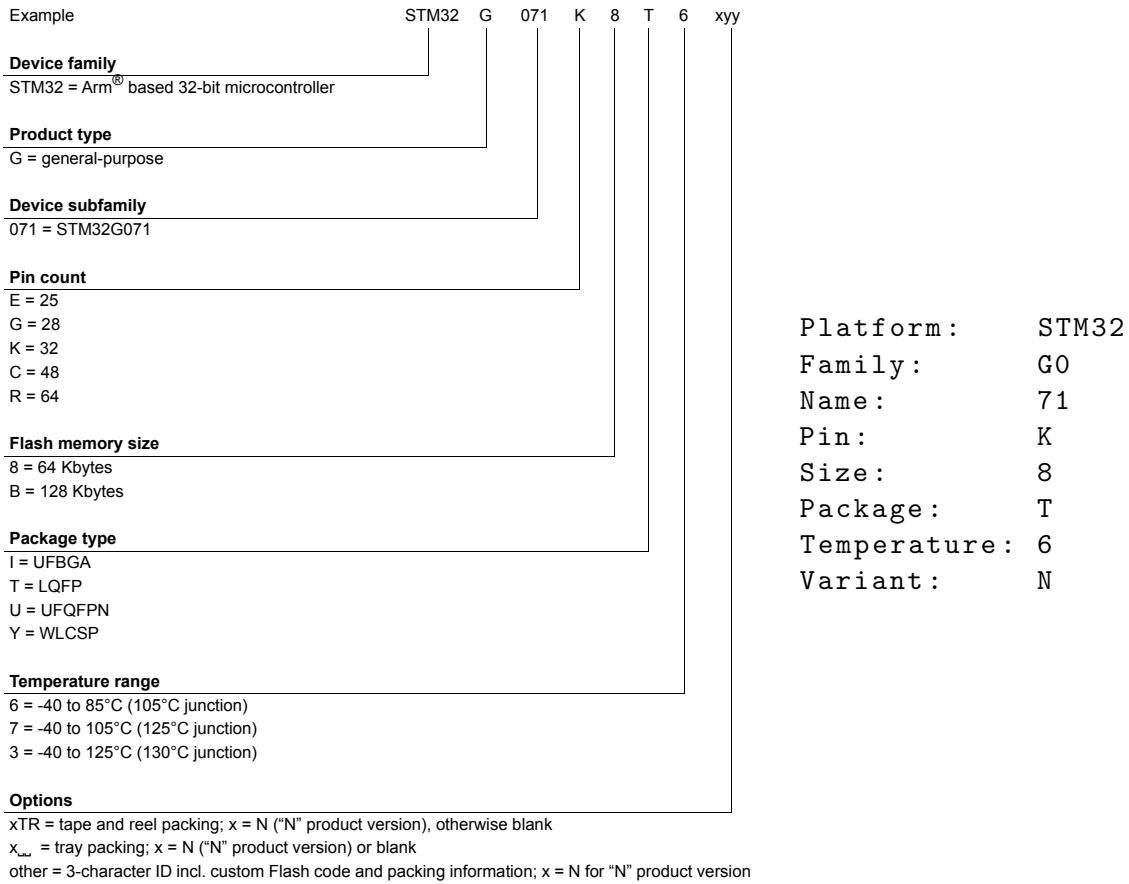 Example STM32 G 071 K 8 T 6 xyy
Device family
STM32 = Arm® based 32-bit microcontroller
Product type
G = general-purpose
Device subfamily
071 = STM32G071
Pin count
E = 25
G = 28
K = 32
C = 48
R = 64
Flash memory size
8 = 64 Kbytes
B = 128 Kbytes
Package type
I = UFBGA
T = LQFP
U = UFQFPN
Y = WLCSP
Temperature range
6 = -40 to 85°C (105°C junction)
7 = -40 to 105°C (125°C junction)
3 = -40 to 125°C (130°C junction)
Options
xTR = tape and reel packing; x = N (“N” product version), otherwise blank
x␣␣ = tray packing; x = N (“N” product version) or blank
other = 3-character ID incl. custom Flash code and packing information; x = N for “N” product version
Platform: STM32
Family: G0
Name: 71
Pin: K
Size: 8
Package: T
Temperature: 6
Variant: N